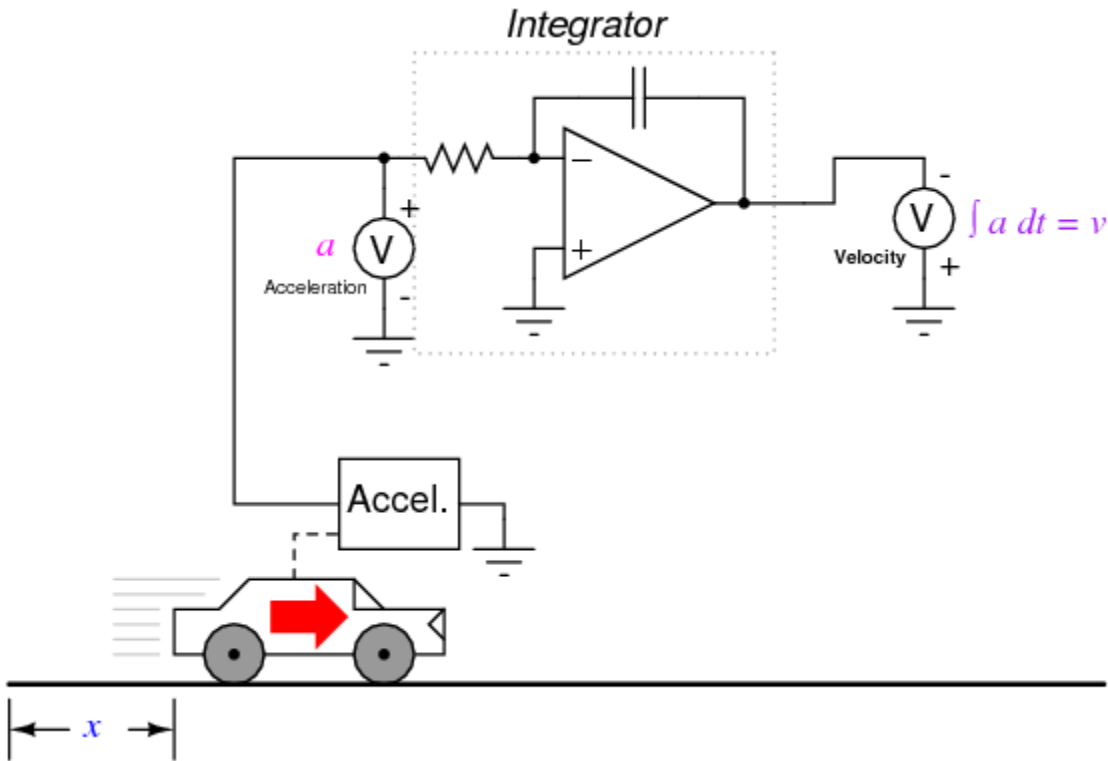 Integrator
−
+
+
a
V
Acceleration
-
-
V
Velocity
+
∫ a dt = v
Accel.
x